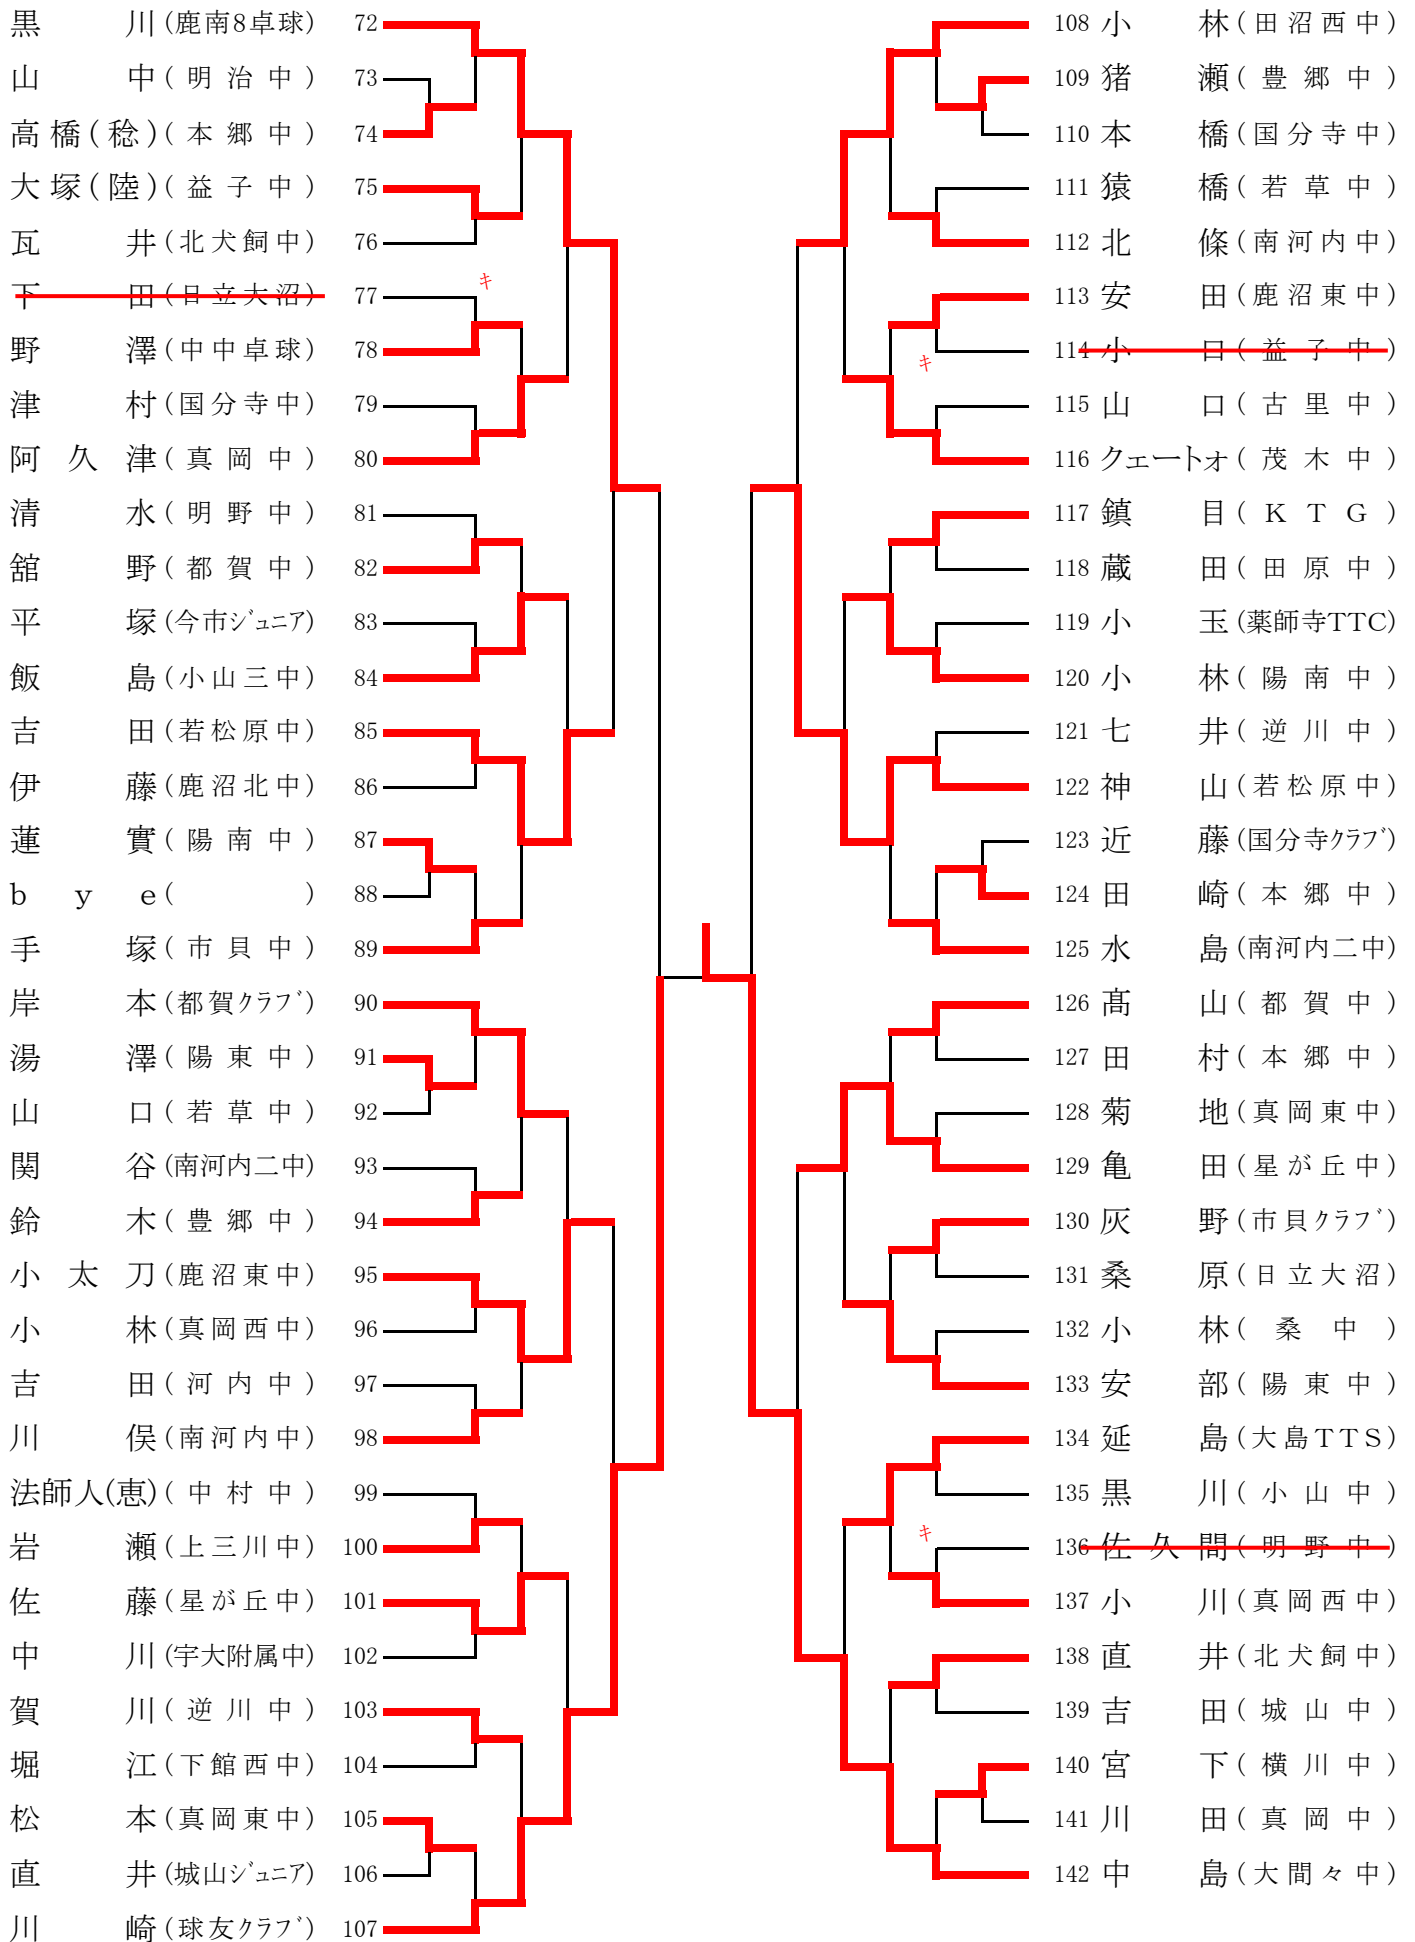 黒川(鹿南8卓球) 72
山中(明治中) 73
高橋(稔)(本郷中) 74
大塚(陸)(益子中) 75
瓦井(北犬飼中) 76
キ
下田(日立大沼) 77
野澤(中中卓球) 78
津村(国分寺中) 79
阿久津(真岡中) 80
清水(明野中) 81
舘野(都賀中) 82
平塚(今市ジュニア) 83
飯島(小山三中) 84
吉田(若松原中) 85
伊藤(鹿沼北中) 86
蓮實(陽南中) 87
bye( ) 88
手塚(市貝中) 89
岸本(都賀クラブ) 90
湯澤(陽東中) 91
山口(若草中) 92
関谷(南河内二中) 93
鈴木(豊郷中) 94
小太刀(鹿沼東中) 95
小林(真岡西中) 96
吉田(河内中) 97
川俣(南河内中) 98
法師人(恵)(中村中) 99
岩瀬(上三川中) 100
佐藤(星が丘中) 101
中川(宇大附属中) 102
賀川(逆川中) 103
堀江(下館西中) 104
松本(真岡東中) 105
直井(城山ジュニア) 106
川崎(球友クラブ) 107
108 小林(田沼西中)
109 猪瀬(豊郷中)
110 本橋(国分寺中)
111 猿橋(若草中)
112 北條(南河内中)
113 安田(鹿沼東中)
114 小口(益子中)
キ
115 山口(古里中)
116 クェートォ(茂木中)
117 鎮目(KTG)
118 蔵田(田原中)
119 小玉(薬師寺TTC)
120 小林(陽南中)
121 七井(逆川中)
122 神山(若松原中)
123 近藤(国分寺クラブ)
124 田崎(本郷中)
125 水島(南河内二中)
126 髙山(都賀中)
127 田村(本郷中)
128 菊地(真岡東中)
129 亀田(星が丘中)
130 灰野(市貝クラブ)
131 桑原(日立大沼)
132 小林(桑中)
133 安部(陽東中)
134 延島(大島TTS)
135 黒川(小山中)
キ
136 佐久間(明野中)
137 小川(真岡西中)
138 直井(北犬飼中)
139 吉田(城山中)
140 宮下(横川中)
141 川田(真岡中)
142 中島(大間々中)